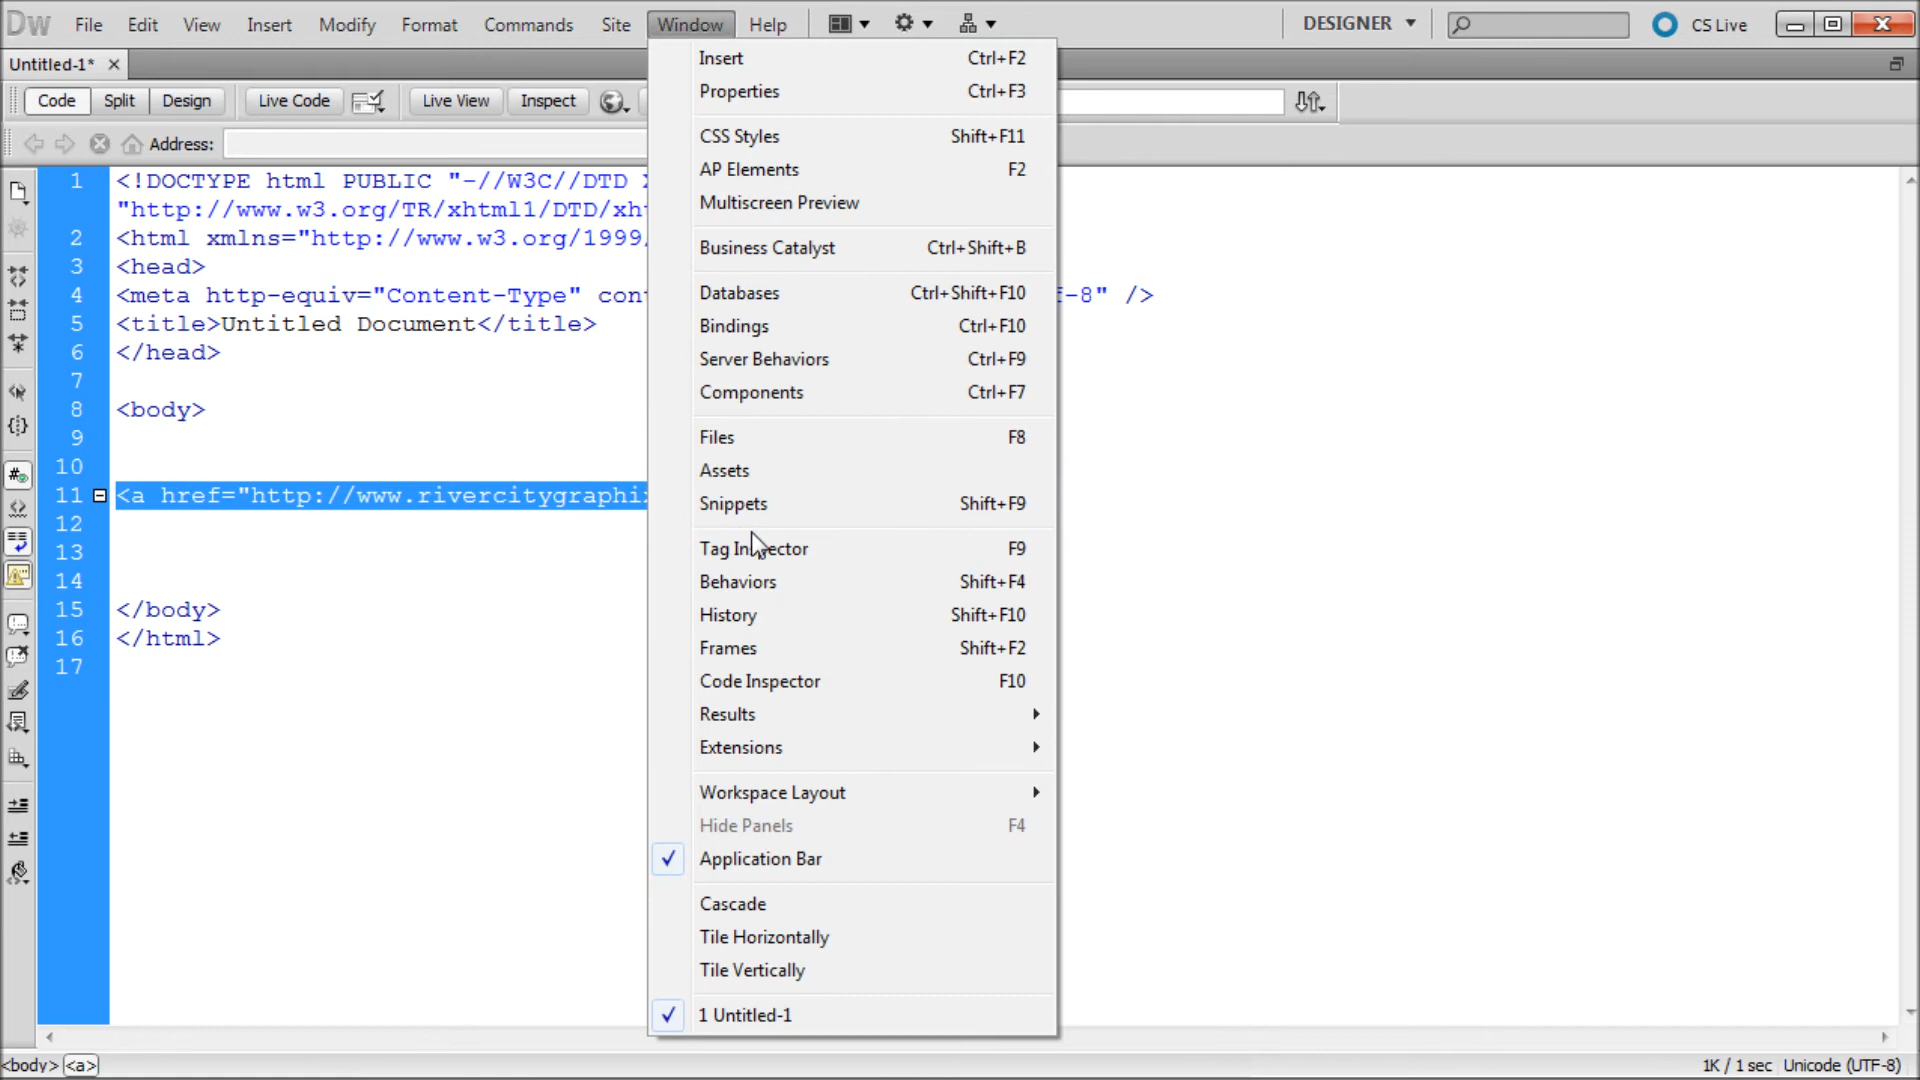 Dw File Edit View Insert Modify Format Commands Site Window Help DESIGNER CS Live
Untitled-1*
Code Split Design Live Code Live View Inspect
Address:
1 <!DOCTYPE html PUBLIC "-//W3C//DTD
"http://www.w3.org/TR/xhtml1/DTD/xh
2 <html xmlns="http://www.w3.org/1999/
3 <head>
4 <meta http-equiv="Content-Type" con f-8" />
5 <title>Untitled Document</title>
6 </head>
7
8 <body>
9
10
11 <a href="http://www.rivercitygraphix
12
13
14
15 </body>
16 </html>
17
Insert Ctrl+F2
Properties Ctrl+F3
CSS Styles Shift+F11
AP Elements F2
Multiscreen Preview
Business Catalyst Ctrl+Shift+B
Databases Ctrl+Shift+F10
Bindings Ctrl+F10
Server Behaviors Ctrl+F9
Components Ctrl+F7
Files F8
Assets
Snippets Shift+F9
Tag Inspector F9
Behaviors Shift+F4
History Shift+F10
Frames Shift+F2
Code Inspector F10
Results
Extensions
Workspace Layout
Hide Panels F4
Application Bar
Cascade
Tile Horizontally
Tile Vertically
1 Untitled-1
<body> <a> 1K / 1 sec Unicode (UTF-8)